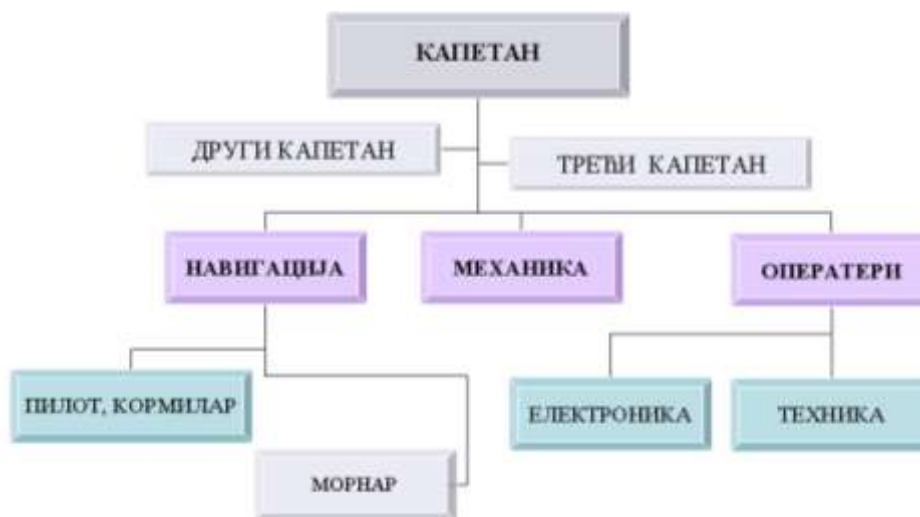 КАПЕТАН
ДРУГИ КАПЕТАН
ТРЕЋИ КАПЕТАН
НАВИГАЦИЈА
МЕХАНИКА
ОПЕРАТЕРИ
ПИЛОТ, КОРМИЛАР
ЕЛЕКТРОНИКА
ТЕХНИКА
МОРНАР